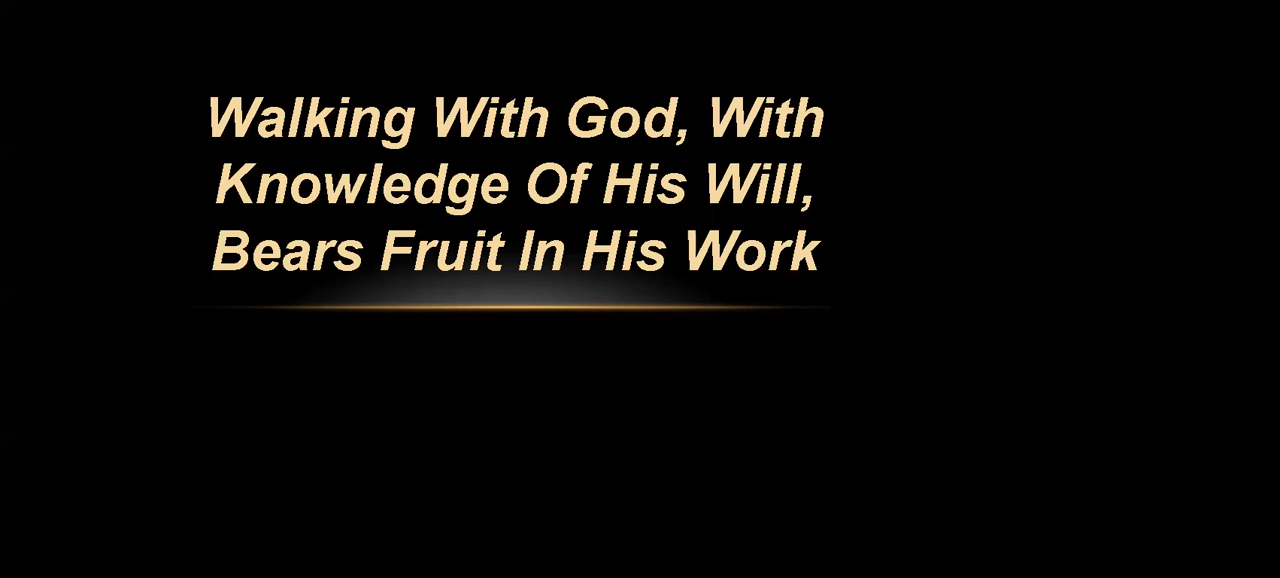 Walking With God, With
Knowledge Of His Will,
Bears Fruit In His Work